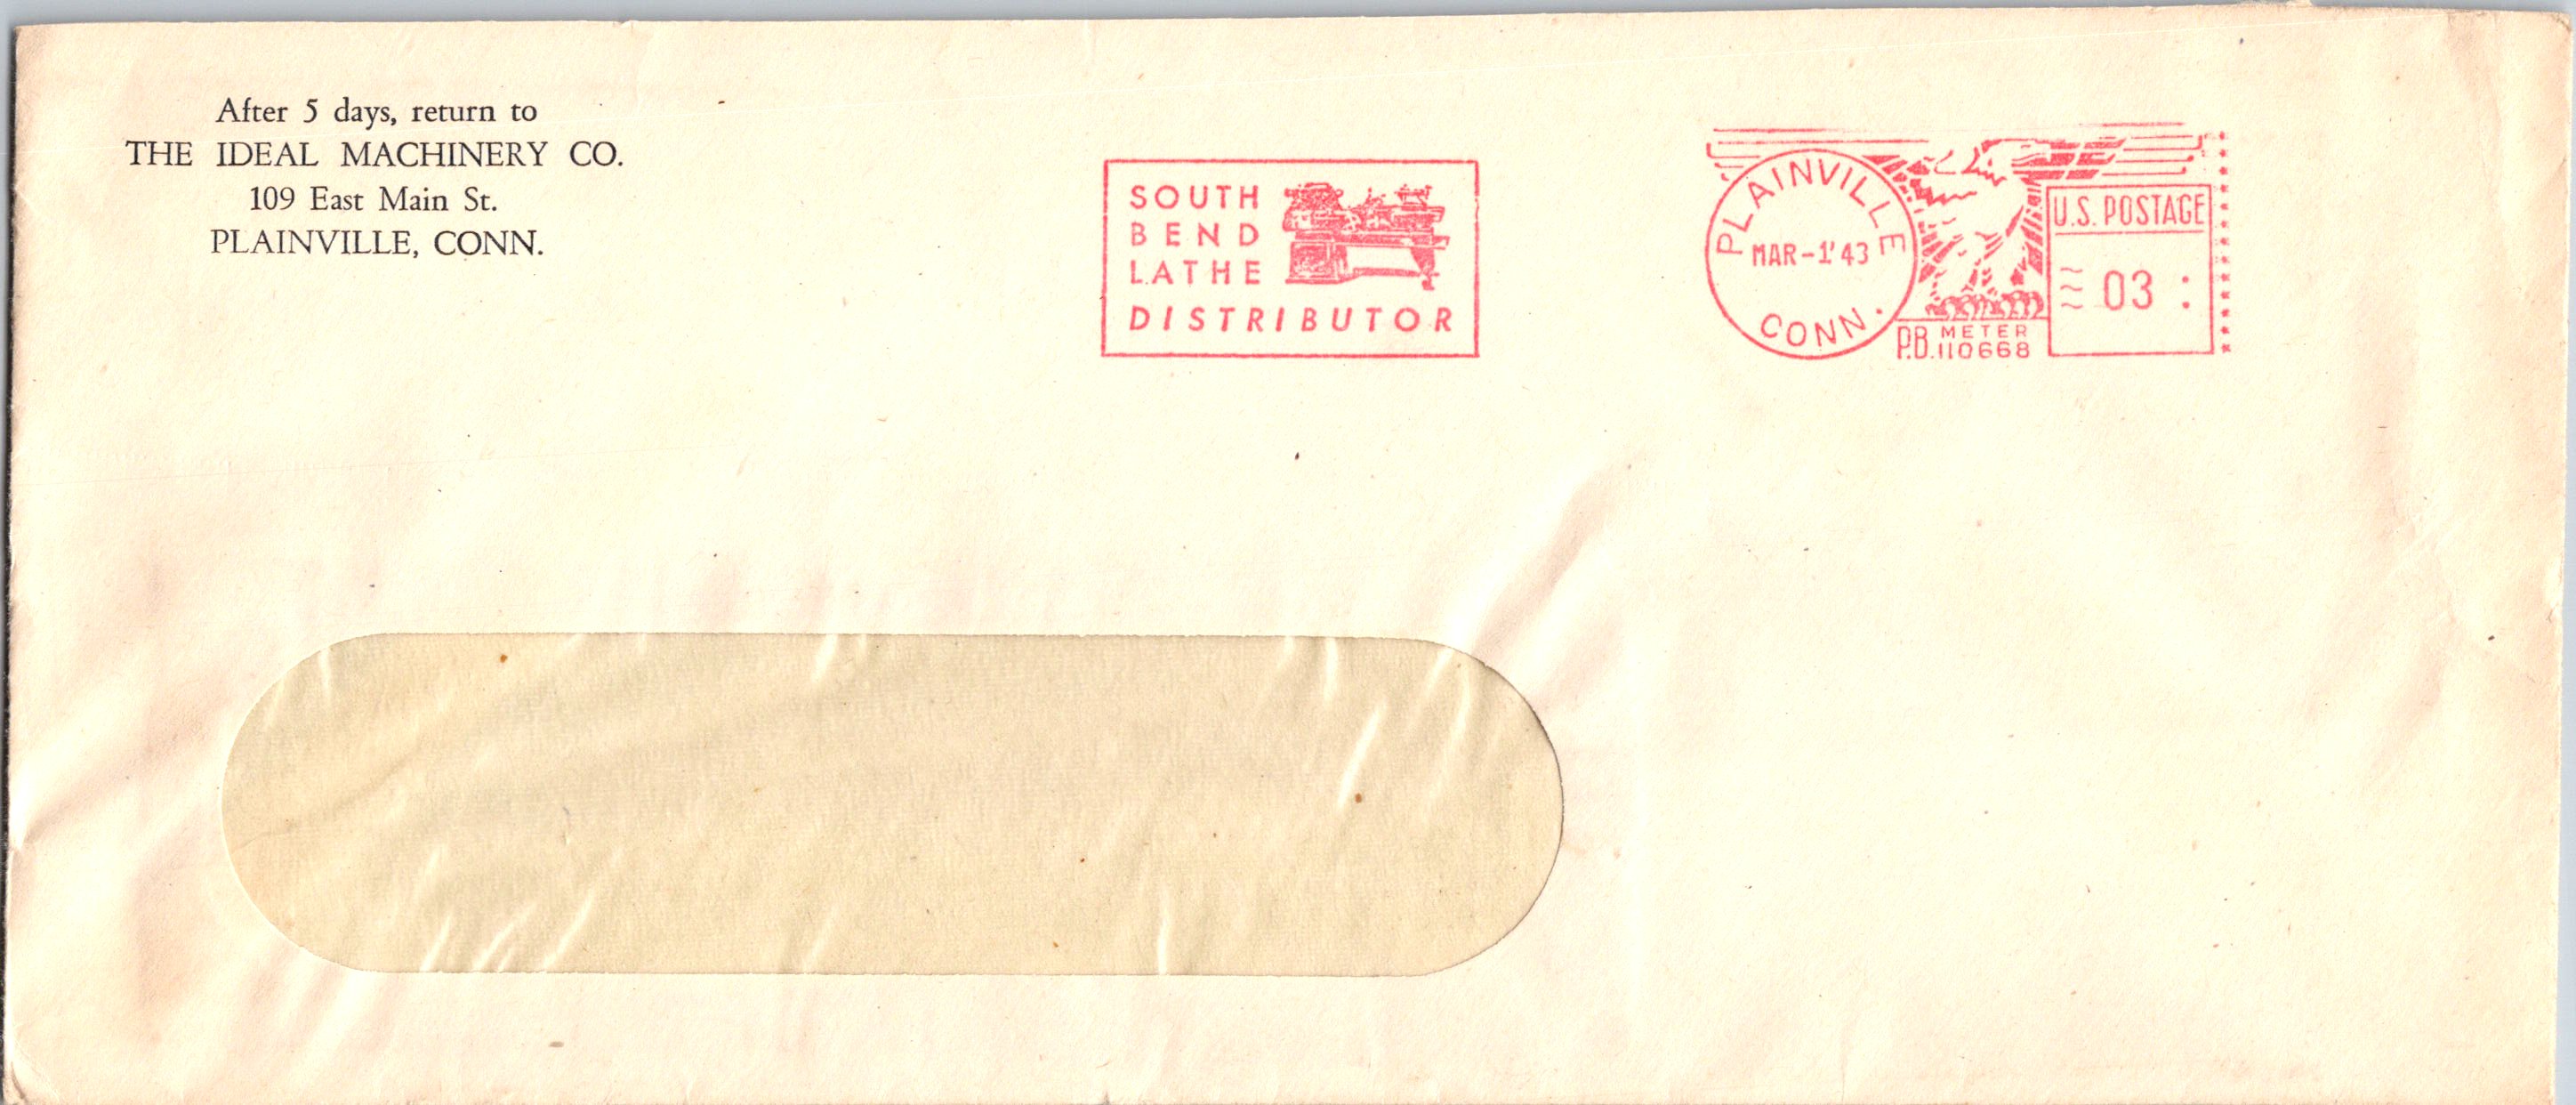 After 5 days, return to
THE IDEAL MACHINERY CO.
109 East Main St.
PLAINVILLE, CONN.
SOUTH
BEND
LATHE
DISTRIBUTOR
PLAINVILLE
MAR-1'43
CONN.
P.B. METER
110668
U.S. POSTAGE
03